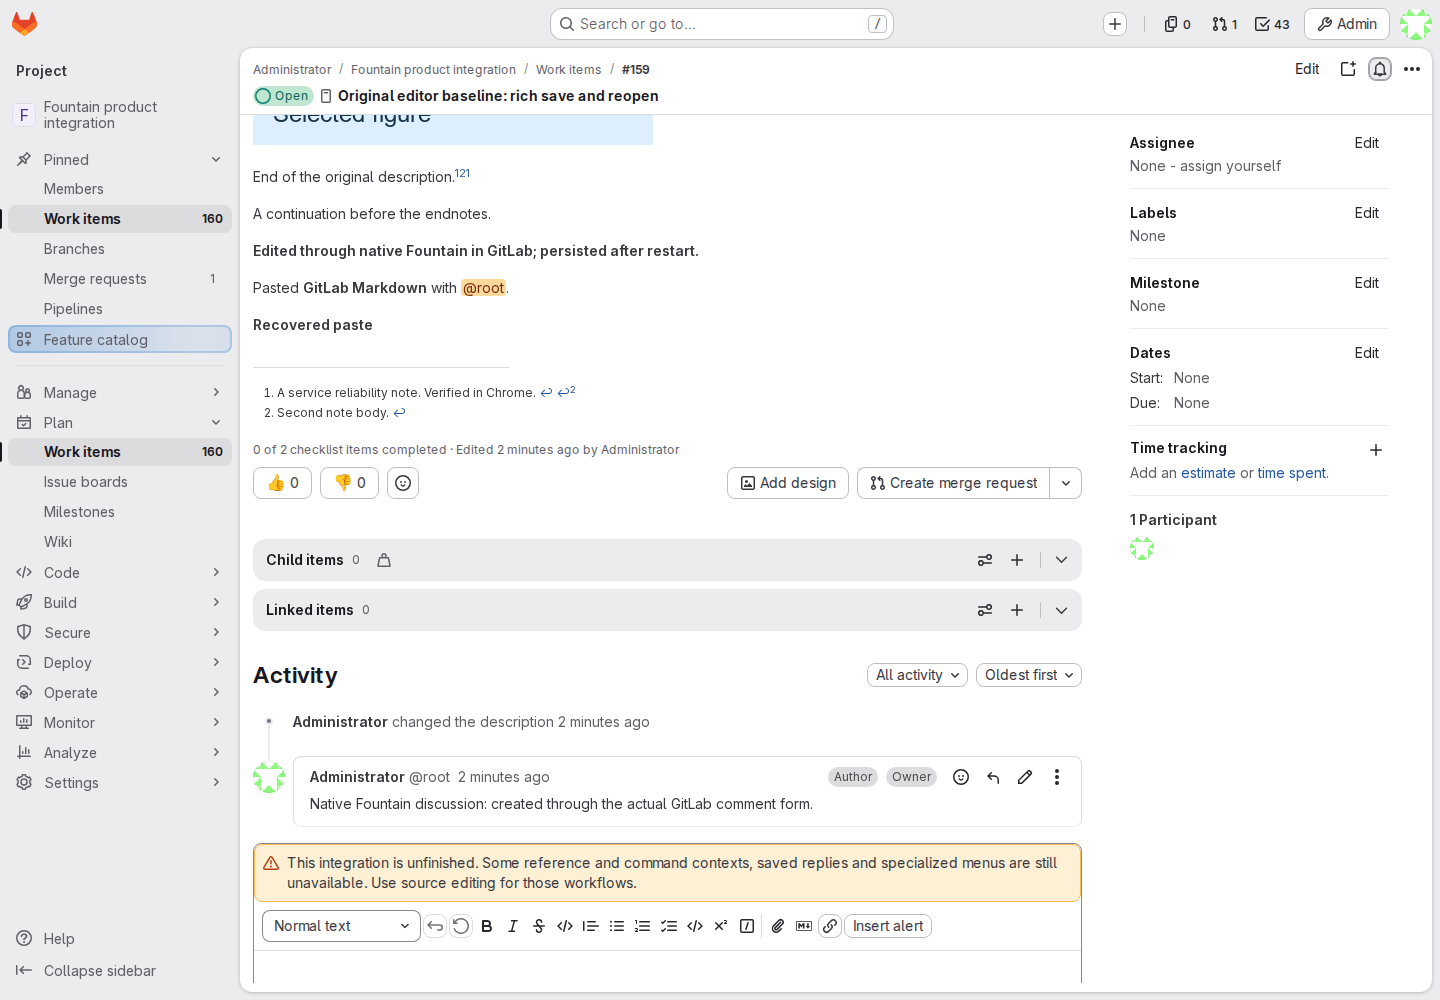 Search or go to...
/
0
1
43
Admin
Project
F
Fountain product integration
Pinned
Members
Work items
160
Branches
Merge requests
1
Pipelines
Feature catalog
Manage
Plan
Work items
160
Issue boards
Milestones
Wiki
Code
Build
Secure
Deploy
Operate
Monitor
Analyze
Settings
Help
Collapse sidebar
Administrator / Fountain product integration / Work items / #159
Edit
Open
Original editor baseline: rich save and reopen
Selected figure
End of the original description.121
A continuation before the endnotes.
Edited through native Fountain in GitLab; persisted after restart.
Pasted GitLab Markdown with @root.
Recovered paste
1. A service reliability note. Verified in Chrome. ↩ ↩2
2. Second note body. ↩
0 of 2 checklist items completed · Edited 2 minutes ago by Administrator
👍 0
👎 0
Add design
Create merge request
Child items 0
Linked items 0
Activity
All activity
Oldest first
Administrator changed the description 2 minutes ago
Administrator @root 2 minutes ago
Author
Owner
Native Fountain discussion: created through the actual GitLab comment form.
This integration is unfinished. Some reference and command contexts, saved replies and specialized menus are still
unavailable. Use source editing for those workflows.
Normal text
Insert alert
Assignee
Edit
None - assign yourself
Labels
Edit
None
Milestone
Edit
None
Dates
Edit
Start: None
Due: None
Time tracking
Add an estimate or time spent.
1 Participant